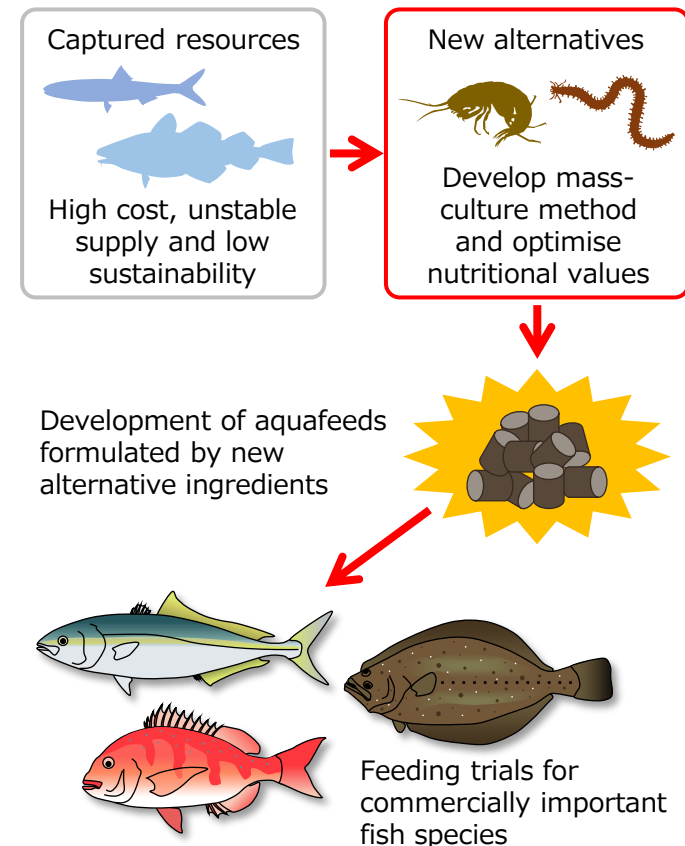 Captured resources
High cost, unstable
supply and low
sustainability
New alternatives
Develop mass-
culture method
and optimise
nutritional values
Development of aquafeeds
formulated by new
alternative ingredients
Feeding trials for
commercially important
fish species